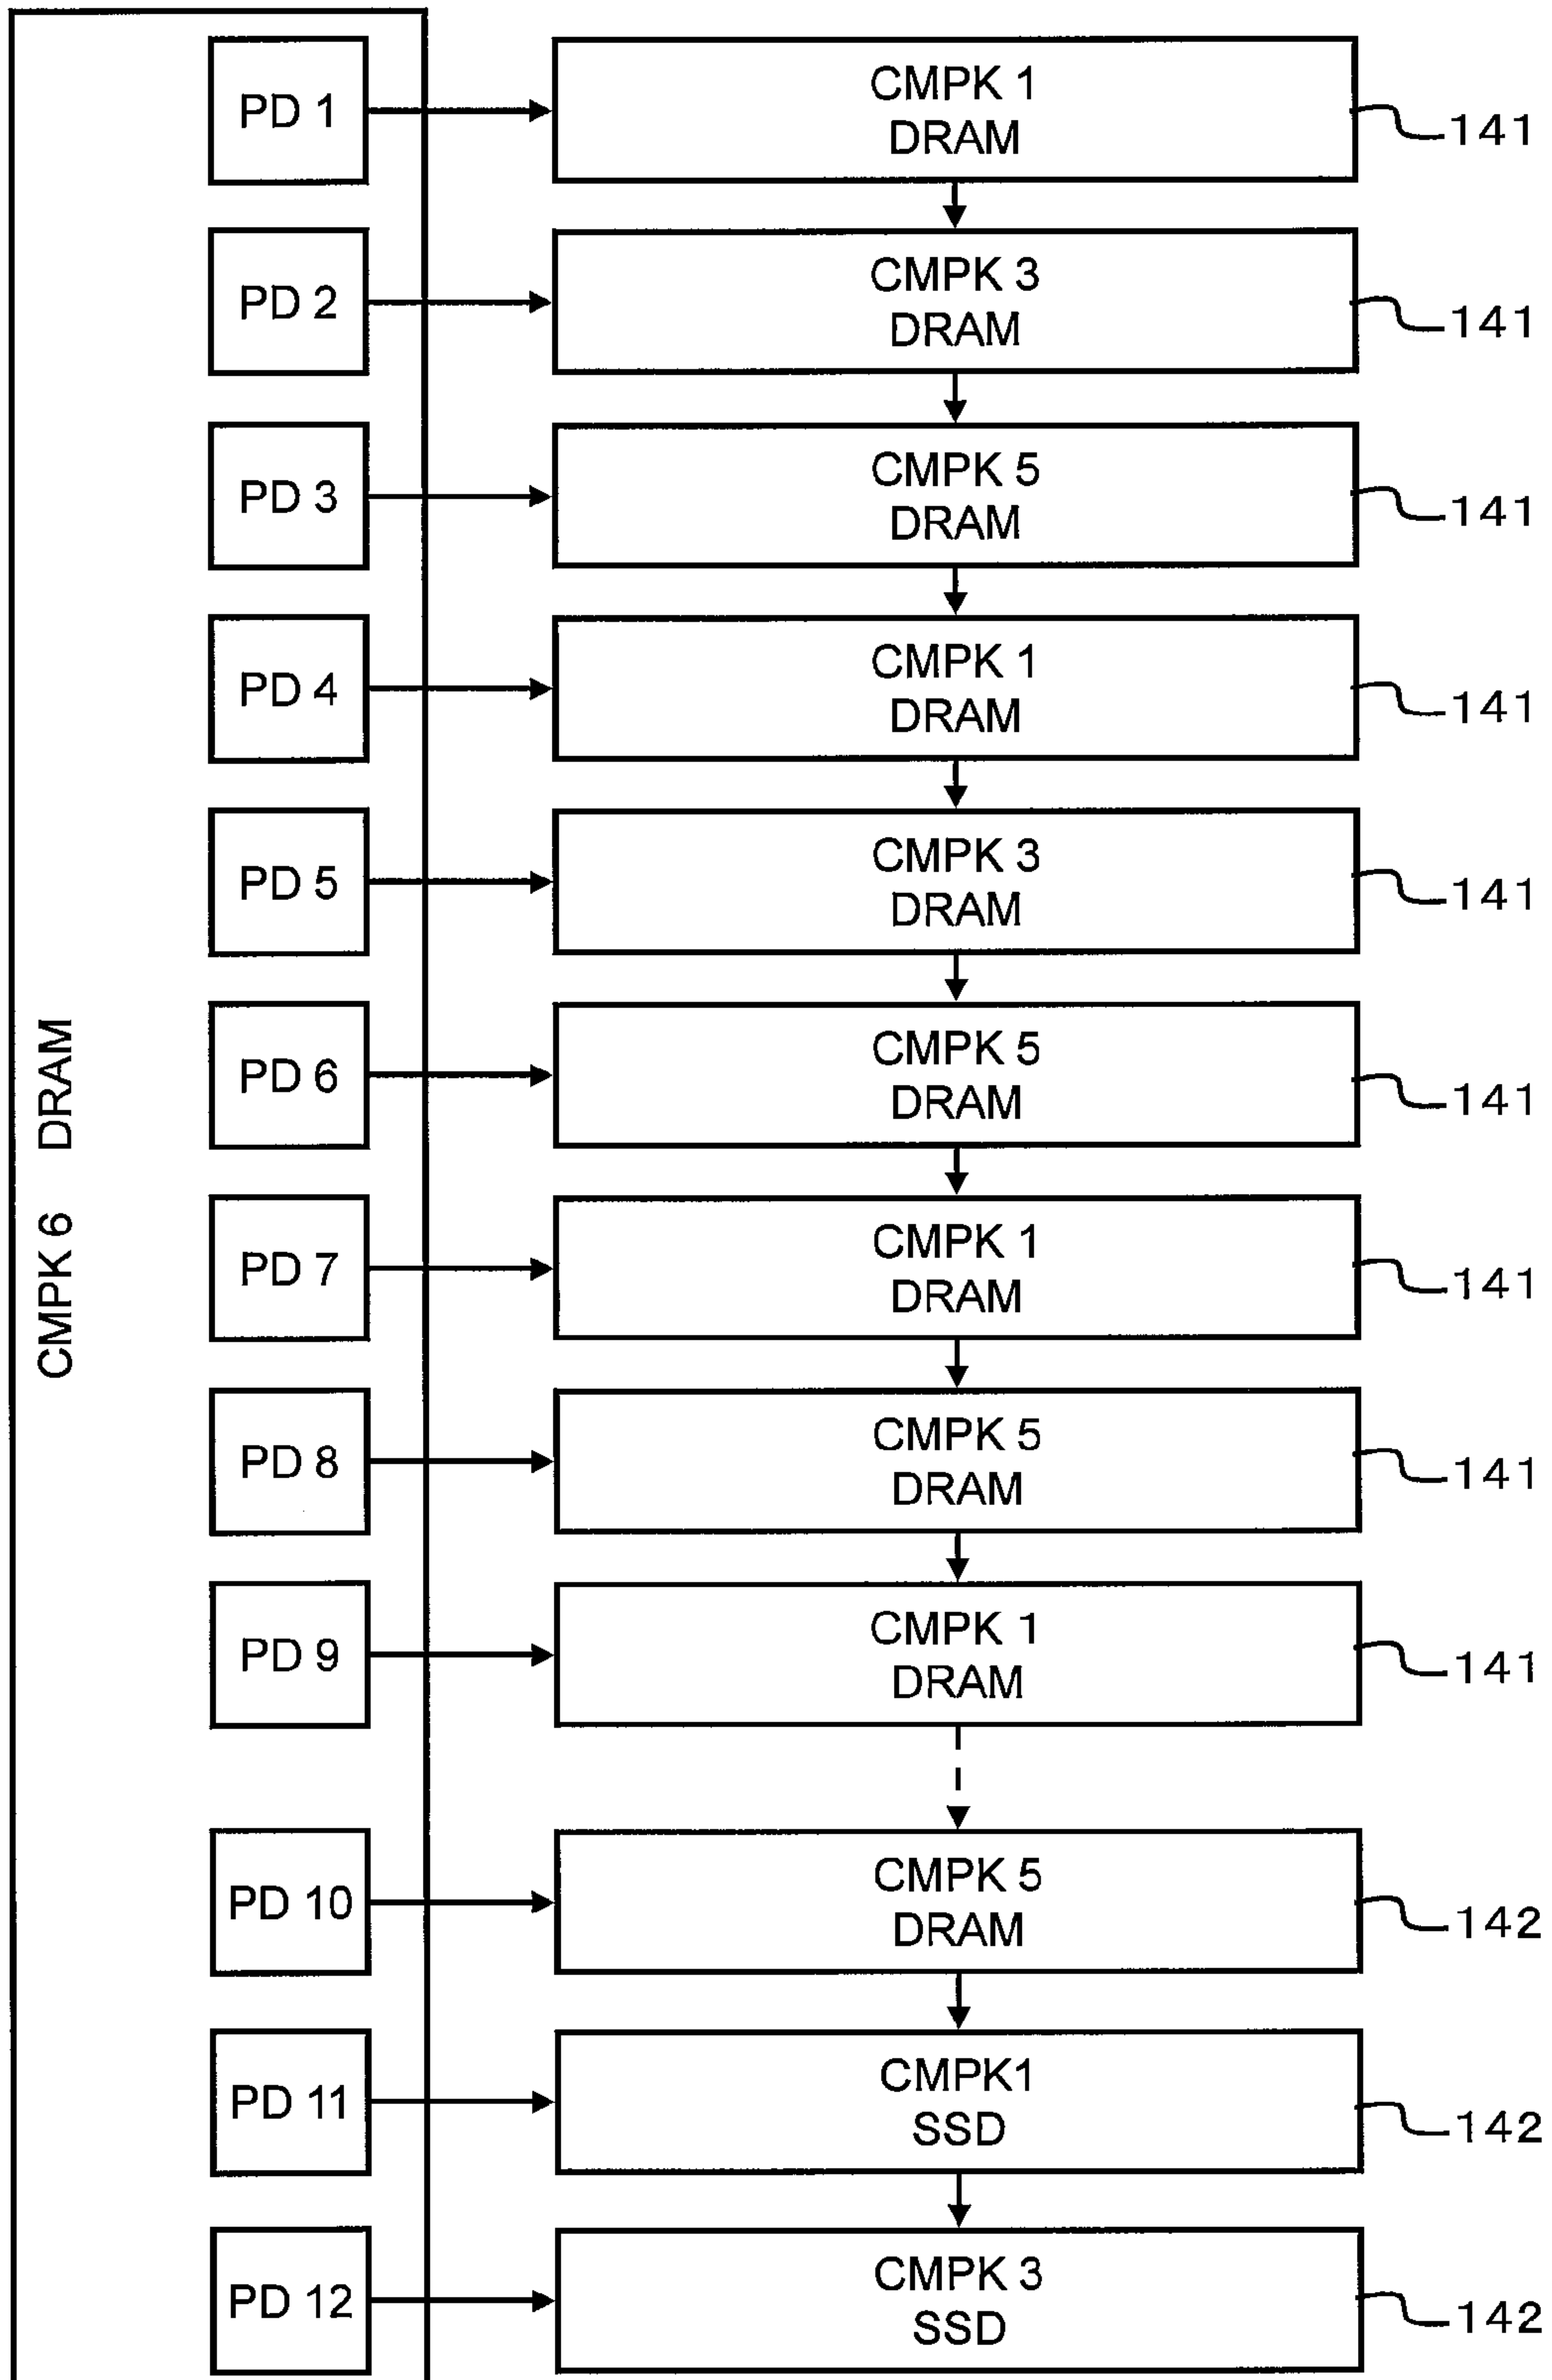 PD 1
CMPK 1
DRAM
141
PD 2
CMPK 3
DRAM
141
PD 3
CMPK 5
DRAM
141
PD 4
CMPK 1
DRAM
141
PD 5
CMPK 3
DRAM
141
PD 6
CMPK 5
DRAM
141
CMPK 6 DRAM
PD 7
CMPK 1
DRAM
141
PD 8
CMPK 5
DRAM
141
PD 9
CMPK 1
DRAM
141
PD 10
CMPK 5
DRAM
142
PD 11
CMPK1
SSD
142
PD 12
CMPK 3
SSD
142